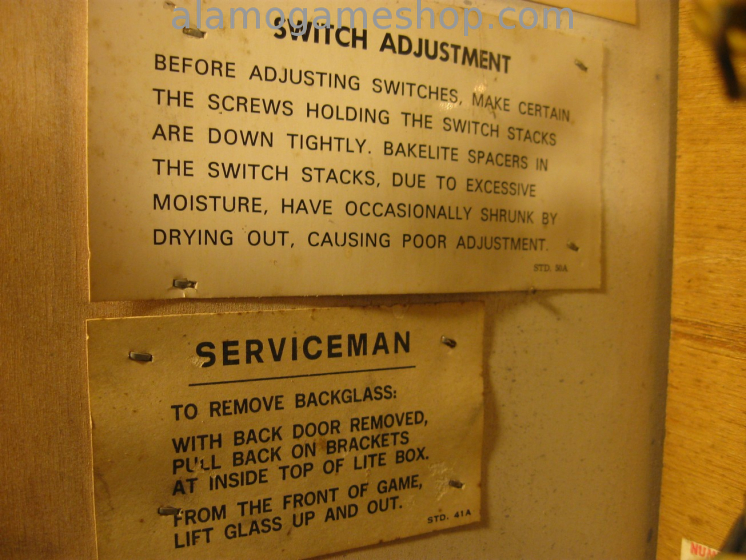 alamogameshop.com
SWITCH ADJUSTMENT
BEFORE ADJUSTING SWITCHES, MAKE CERTAIN
THE SCREWS HOLDING THE SWITCH STACKS
ARE DOWN TIGHTLY. BAKELITE SPACERS IN
THE SWITCH STACKS, DUE TO EXCESSIVE
MOISTURE, HAVE OCCASIONALLY SHRUNK BY
DRYING OUT, CAUSING POOR ADJUSTMENT.
STD.
SERVICEMAN
TO REMOVE BACKGLASS:
WITH BACK DOOR REMOVED,
PULL BACK ON BRACKETS
AT INSIDE TOP OF LITE BOX.
FROM THE FRONT OF GAME,
LIFT GLASS UP AND OUT.
STD. 41A